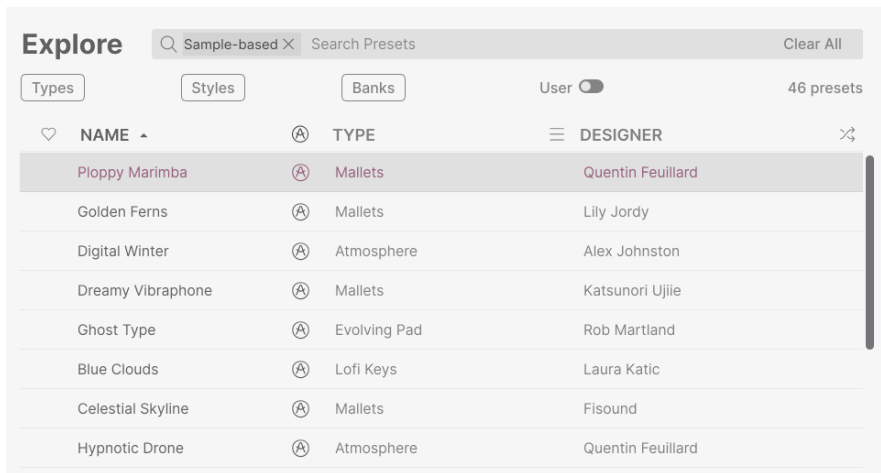 Explore Sample-based Search Presets Clear All
Types Styles Banks User 46 presets
NAME TYPE DESIGNER
Ploppy Marimba Mallets Quentin Feuillard
Golden Ferns Mallets Lily Jordy
Digital Winter Atmosphere Alex Johnston
Dreamy Vibraphone Mallets Katsunori Ujiie
Ghost Type Evolving Pad Rob Martland
Blue Clouds Lofi Keys Laura Katic
Celestial Skyline Mallets Fisound
Hypnotic Drone Atmosphere Quentin Feuillard